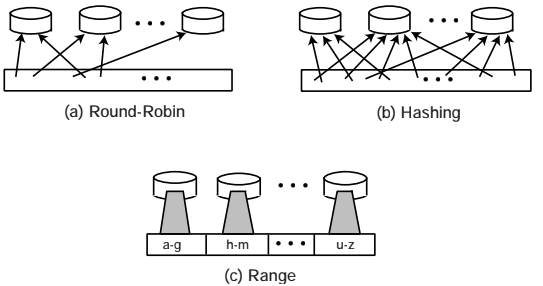 (a) Round-Robin
(b) Hashing
a-g h-m u-z
(c) Range